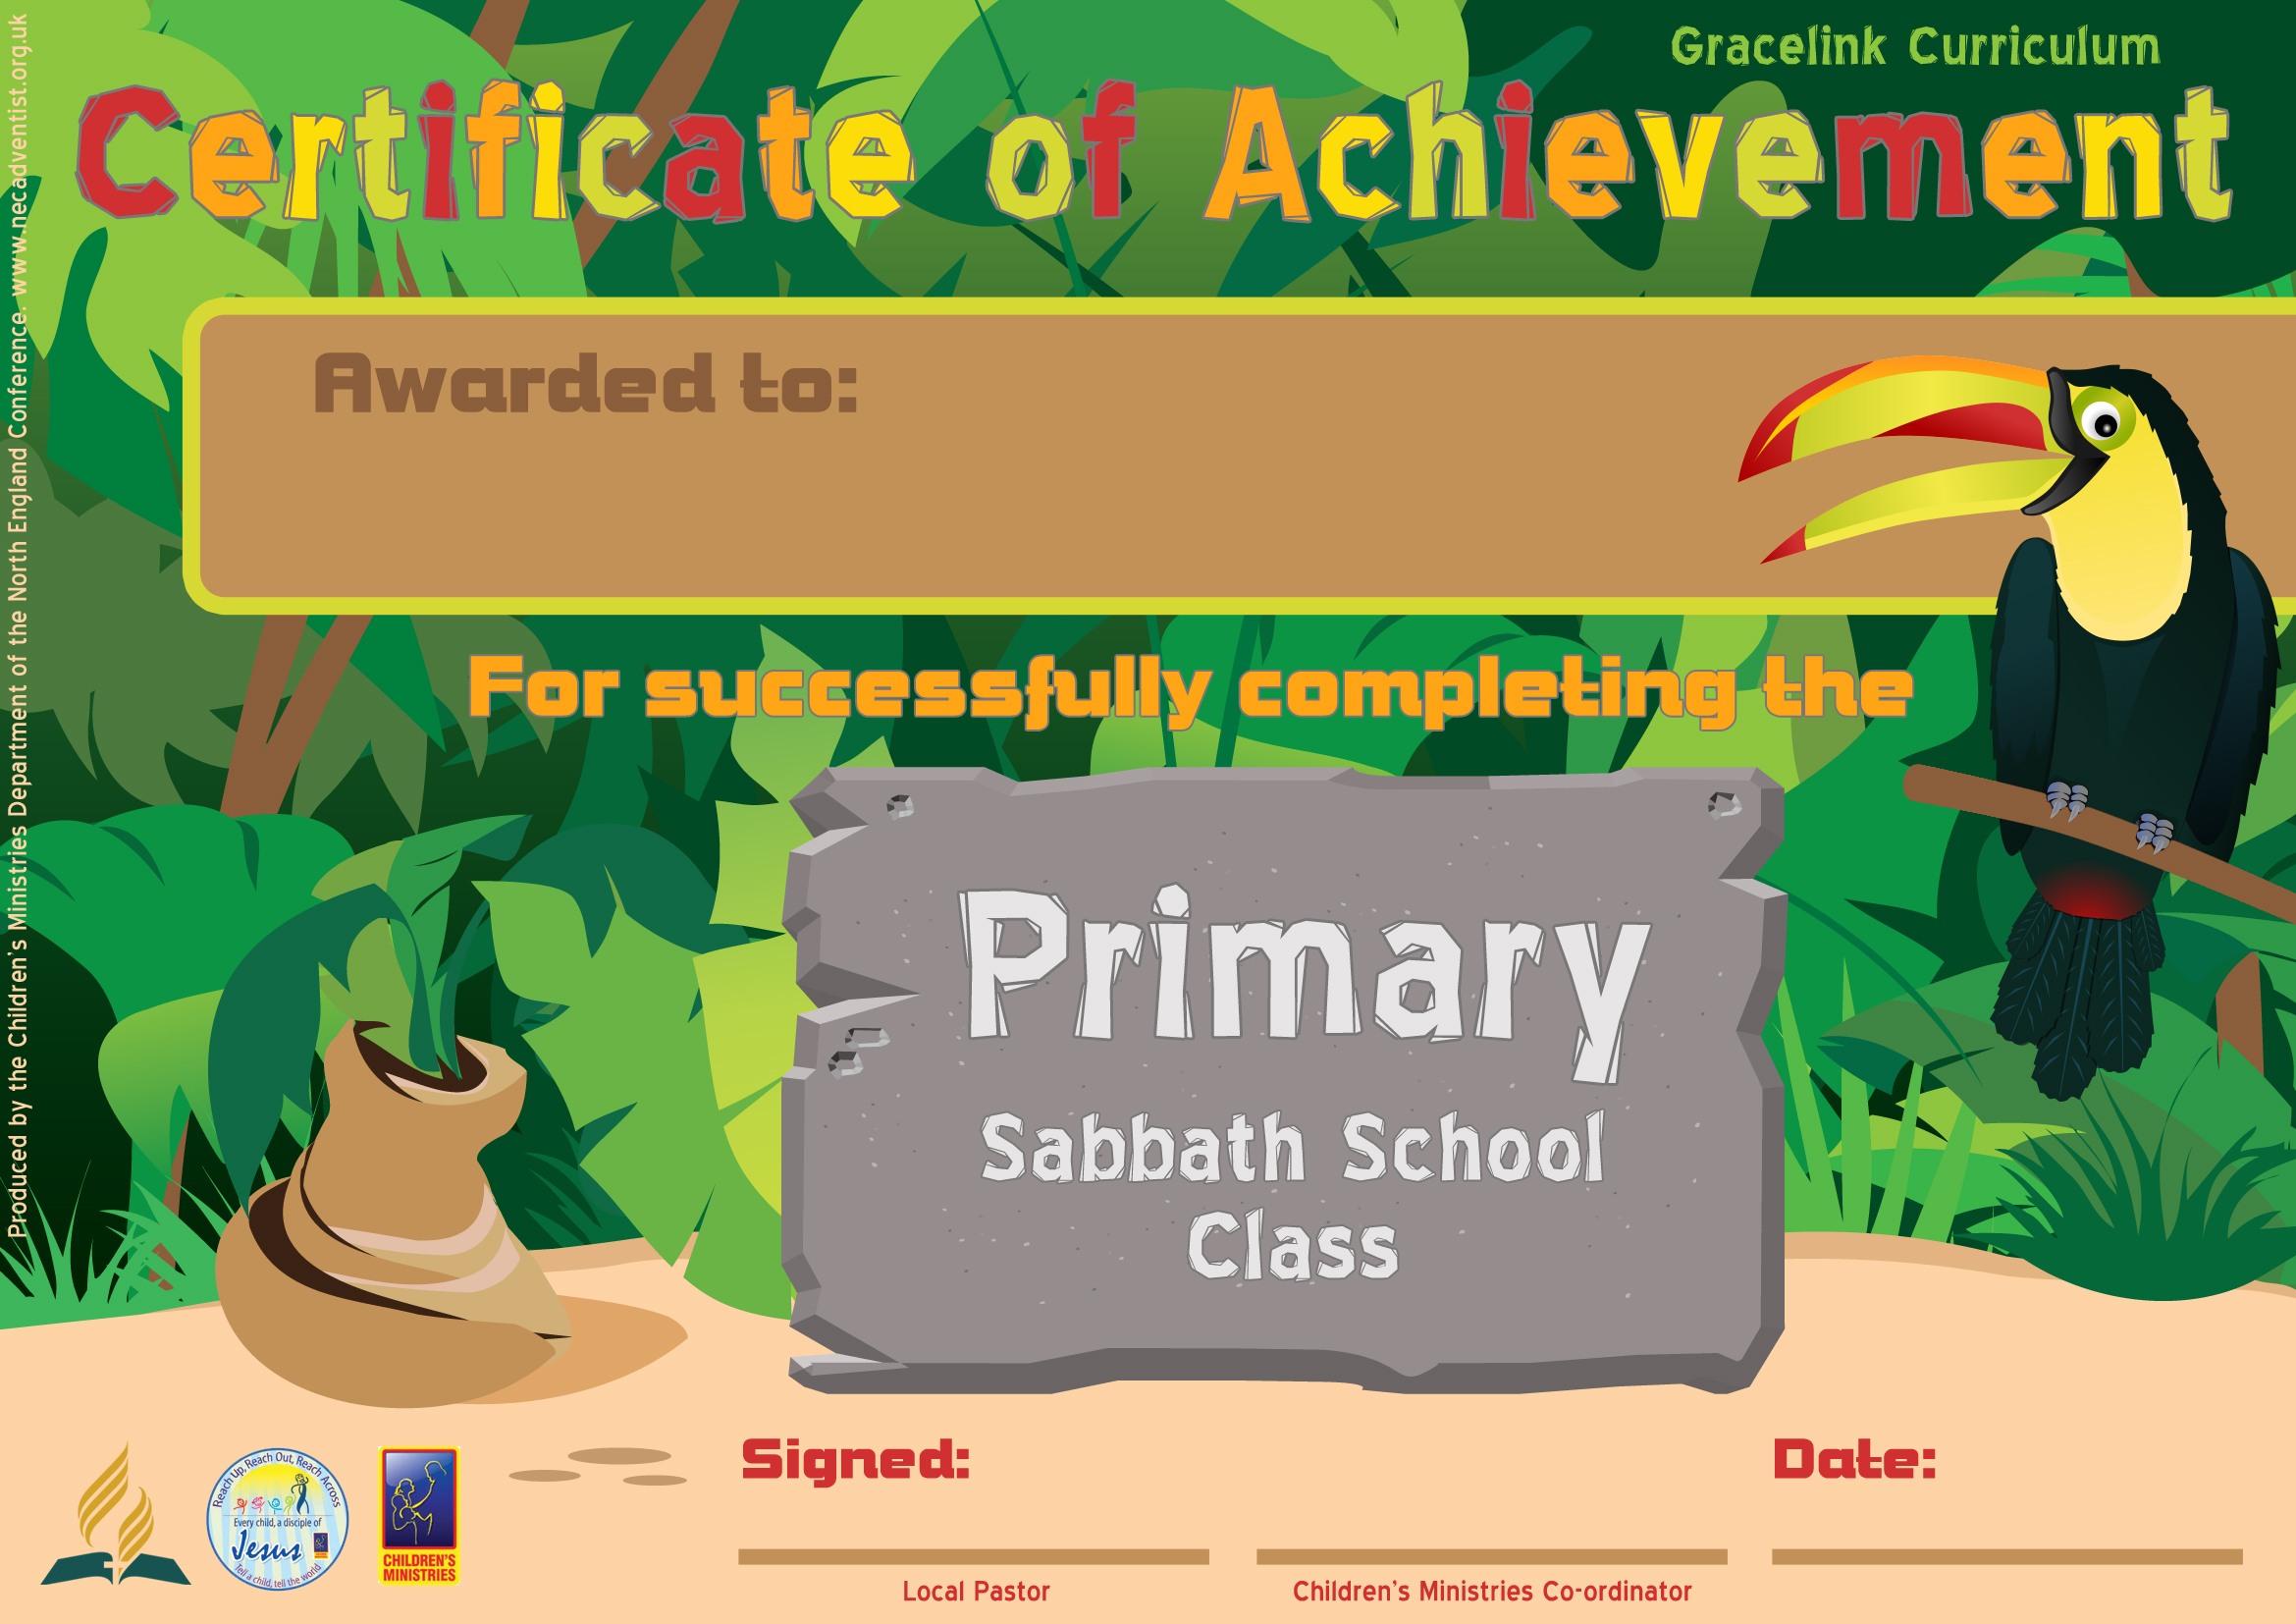 Gracelink Curriculum
Certificate of Achievement
Awarded to:
For successfully completing the
Primary
Sabbath School
Class
Signed:
Date:
Local Pastor
Children's Ministries Co-ordinator
Reach Up, Reach Out, Reach Across
Every child, a disciple of
Jesus
Tell a child, tell the world
CHILDREN'S
MINISTRIES
Produced by the Children's Ministries Department of the North England Conference. www.necadventist.org.uk